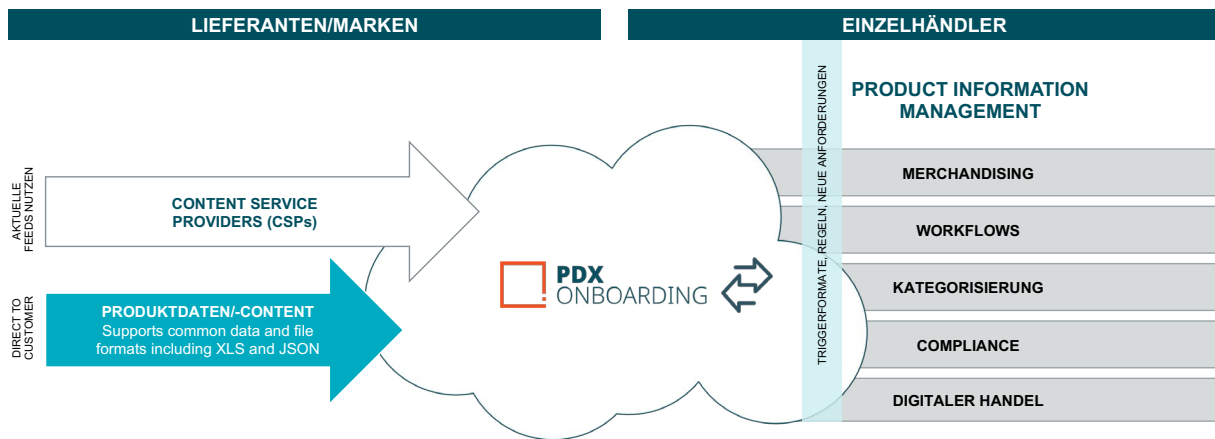 LIEFERANTEN/MARKEN
EINZELHÄNDLER
AKTUELLE
FEEDS NUTZEN
CONTENT SERVICE
PROVIDERS (CSPs)
DIRECT TO
CUSTOMER
PRODUKTDATEN/-CONTENT
Supports common data and file
formats including XLS and JSON
PDX
ONBOARDING
TRIGGERFORMATE, REGELN, NEUE ANFORDERUNGEN
PRODUCT INFORMATION
MANAGEMENT
MERCHANDISING
WORKFLOWS
KATEGORISIERUNG
COMPLIANCE
DIGITALER HANDEL